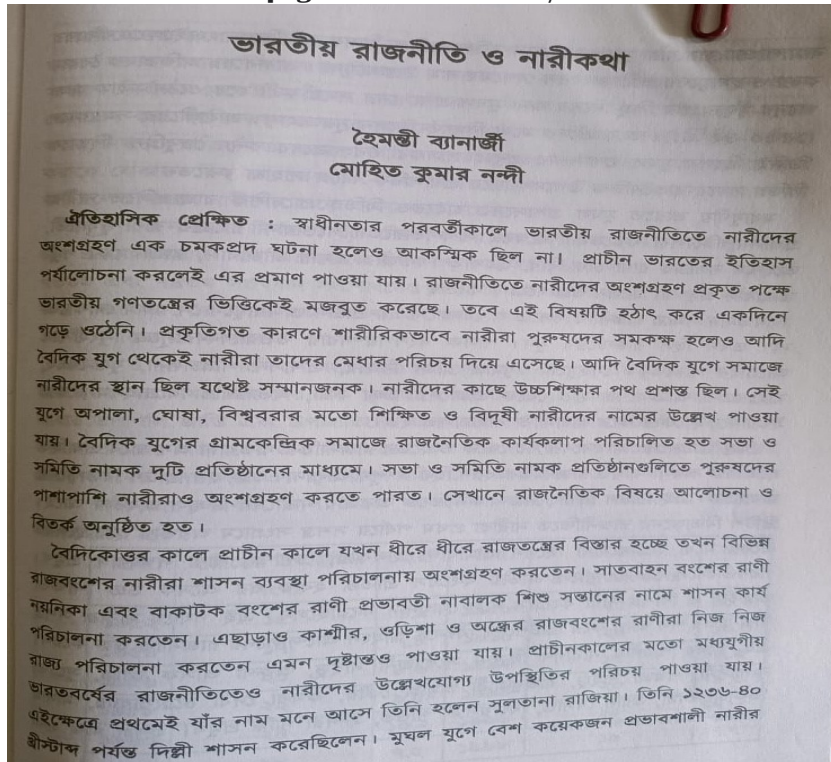 ভারতীয় রাজনীতি ও নারীকথা
হৈমন্তী ব্যানার্জী
মোহিত কুমার নন্দী
ঐতিহাসিক প্রেক্ষিত : স্বাধীনতার পরবর্তীকালে ভারতীয় রাজনীতিতে নারীদের
অংশগ্রহণ এক চমকপ্রদ ঘটনা হলেও আকস্মিক ছিল না। প্রাচীন ভারতের ইতিহাস
পর্যালোচনা করলেই এর প্রমাণ পাওয়া যায়। রাজনীতিতে নারীদের অংশগ্রহণ প্রকৃত পক্ষে
ভারতীয় গণতন্ত্রের ভিত্তিকেই মজবুত করেছে। তবে এই বিষয়টি হঠাৎ করে একদিনে
গড়ে ওঠেনি। প্রকৃতিগত কারণে শারীরিকভাবে নারীরা পুরুষদের সমকক্ষ হলেও আদি
বৈদিক যুগ থেকেই নারীরা তাদের মেধার পরিচয় দিয়ে এসেছে। আদি বৈদিক যুগে সমাজে
নারীদের স্থান ছিল যথেষ্ট সম্মানজনক। নারীদের কাছে উচ্চশিক্ষার পথ প্রশস্ত ছিল। সেই
যুগে অপালা, ঘোষা, বিশ্ববরার মতো শিক্ষিত ও বিদূষী নারীদের নামের উল্লেখ পাওয়া
যায়। বৈদিক যুগের গ্রামকেন্দ্রিক সমাজে রাজনৈতিক কার্যকলাপ পরিচালিত হত সভা ও
সমিতি নামক দুটি প্রতিষ্ঠানের মাধ্যমে। সভা ও সমিতি নামক প্রতিষ্ঠানগুলিতে পুরুষদের
পাশাপাশি নারীরাও অংশগ্রহণ করতে পারত। সেখানে রাজনৈতিক বিষয়ে আলোচনা ও
বিতর্ক অনুষ্ঠিত হত।
বৈদিকোত্তর কালে প্রাচীন কালে যখন ধীরে ধীরে রাজতন্ত্রের বিস্তার হচ্ছে তখন বিভিন্ন
রাজবংশের নারীরা শাসন ব্যবস্থা পরিচালনায় অংশগ্রহণ করতেন। সাতবাহন বংশের রাণী
নয়নিকা এবং বাকাটক বংশের রাণী প্রভাবতী নাবালক শিশু সন্তানের নামে শাসন কার্য
পরিচালনা করতেন। এছাড়াও কাশ্মীর, ওড়িশা ও অন্ধ্রের রাজবংশের রাণীরা নিজ নিজ
রাজ্য পরিচালনা করতেন এমন দৃষ্টান্তও পাওয়া যায়। প্রাচীনকালের মতো মধ্যযুগীয়
ভারতবর্ষের রাজনীতিতেও নারীদের উল্লেখযোগ্য উপস্থিতির পরিচয় পাওয়া যায়।
এইক্ষেত্রে প্রথমেই যাঁর নাম মনে আসে তিনি হলেন সুলতানা রাজিয়া। তিনি ১২৩৬-৪০
খ্রীস্টাব্দ পর্যন্ত দিল্লী শাসন করেছিলেন। মুঘল যুগে বেশ কয়েকজন প্রভাবশালী নারীর